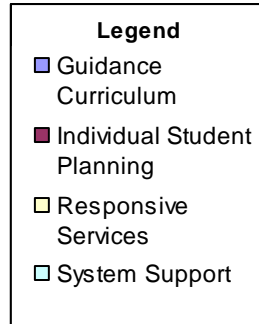 Legend
Guidance
Curriculum
Individual Student
Planning
Responsive
Services
System Support